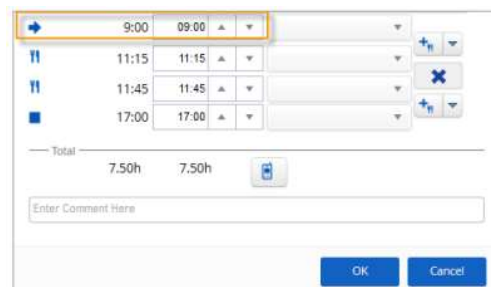 9:00 09:00
11:15 11:15
11:45 11:45
17:00 17:00
Total
7.50h 7.50h
Enter Comment Here
OK Cancel